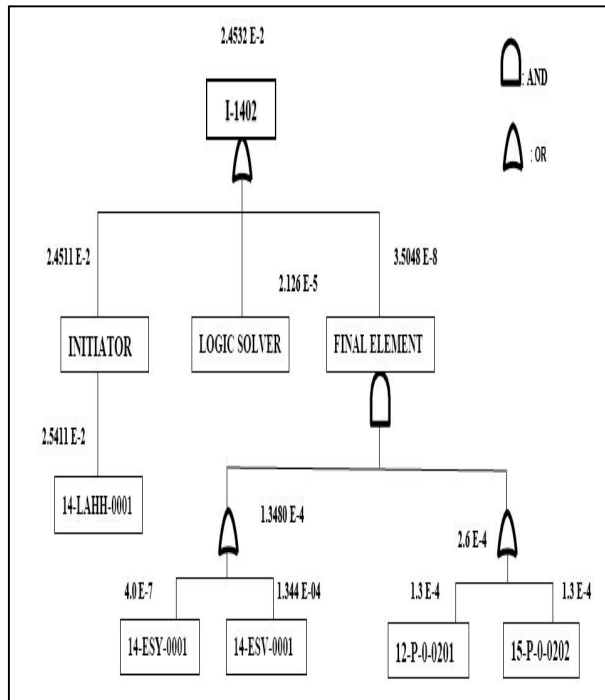 2.4532 E-2
I-1402
: AND
: OR
2.4511 E-2
2.126 E-5
3.5048 E-8
INITIATOR
LOGIC SOLVER
FINAL ELEMENT
2.5411 E-2
14-LAHH-0001
1.3480 E-4
2.6 E-4
4.0 E-7
1.344 E-04
1.3 E-4
1.3 E-4
14-ESY-0001
14-ESV-0001
12-P-0-0201
15-P-0-0202